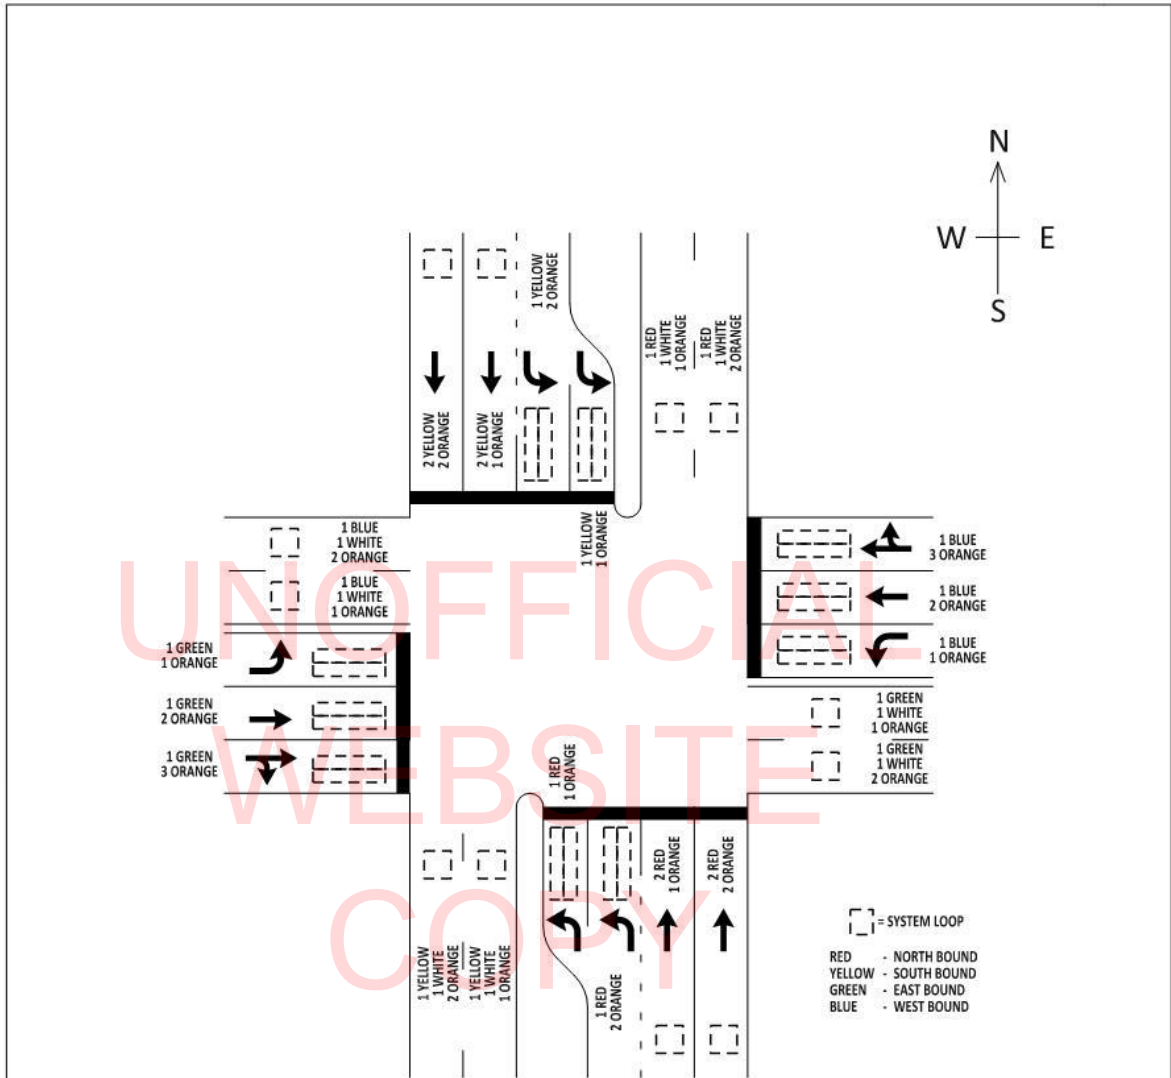 N
W E
S
1 YELLOW
2 ORANGE
1 RED
1 WHITE
1 ORANGE
1 RED
1 WHITE
2 ORANGE
2 YELLOW
2 ORANGE
2 YELLOW
1 ORANGE
1 YELLOW
1 ORANGE
1 BLUE
1 WHITE
2 ORANGE
1 BLUE
1 WHITE
1 ORANGE
1 BLUE
3 ORANGE
1 BLUE
2 ORANGE
1 BLUE
1 ORANGE
UNOFFICIAL
1 GREEN
1 ORANGE
1 GREEN
2 ORANGE
1 GREEN
3 ORANGE
1 GREEN
1 WHITE
1 ORANGE
1 GREEN
1 WHITE
2 ORANGE
WEBSITE
1 RED
1 ORANGE
2 RED
1 ORANGE
2 RED
2 ORANGE
COPY
1 YELLOW
1 WHITE
2 ORANGE
1 YELLOW
1 WHITE
1 ORANGE
1 RED
2 ORANGE
= SYSTEM LOOP
RED - NORTH BOUND
YELLOW - SOUTH BOUND
GREEN - EAST BOUND
BLUE - WEST BOUND